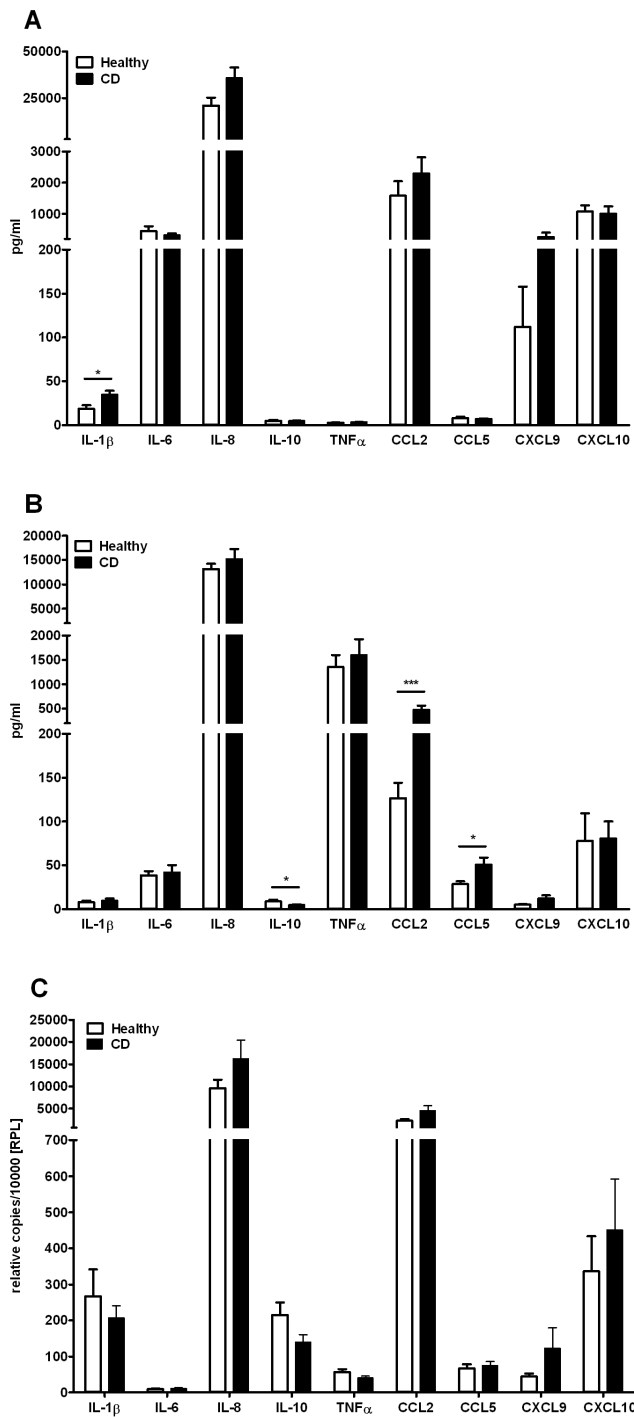 A
50000
Healthy
CD
25000
3000
2000
1000
200
150
100
50
0
pg/ml
*
IL-1β IL-6 IL-8 IL-10 TNFα CCL2 CCL5 CXCL9 CXCL10
B
20000
Healthy
CD
15000
10000
5000
2000
1500
1000
500
200
150
100
50
0
pg/ml
***
*
*
IL-1β IL-6 IL-8 IL-10 TNFα CCL2 CCL5 CXCL9 CXCL10
C
25000
Healthy
CD
20000
15000
10000
5000
700
600
500
400
300
200
100
0
relative copies/10000 [RPL]
IL-1β IL-6 IL-8 IL-10 TNFα CCL2 CCL5 CXCL9 CXCL10